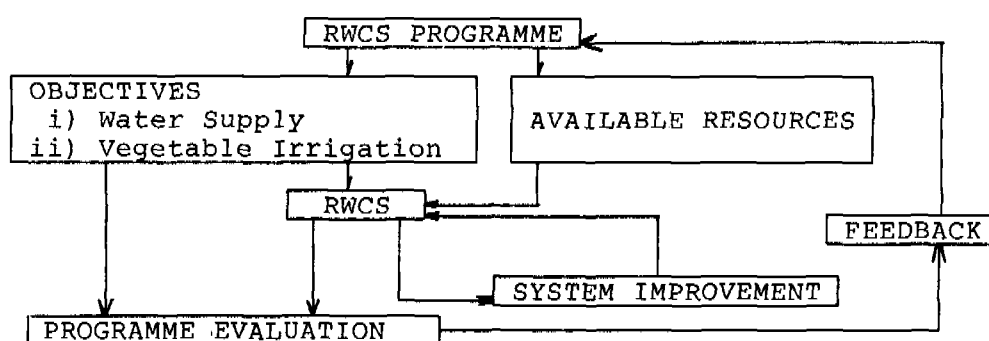 RWCS PROGRAMME
OBJECTIVES
i) Water Supply
ii) Vegetable Irrigation
AVAILABLE RESOURCES
RWCS
FEEDBACK
SYSTEM IMPROVEMENT
PROGRAMME EVALUATION